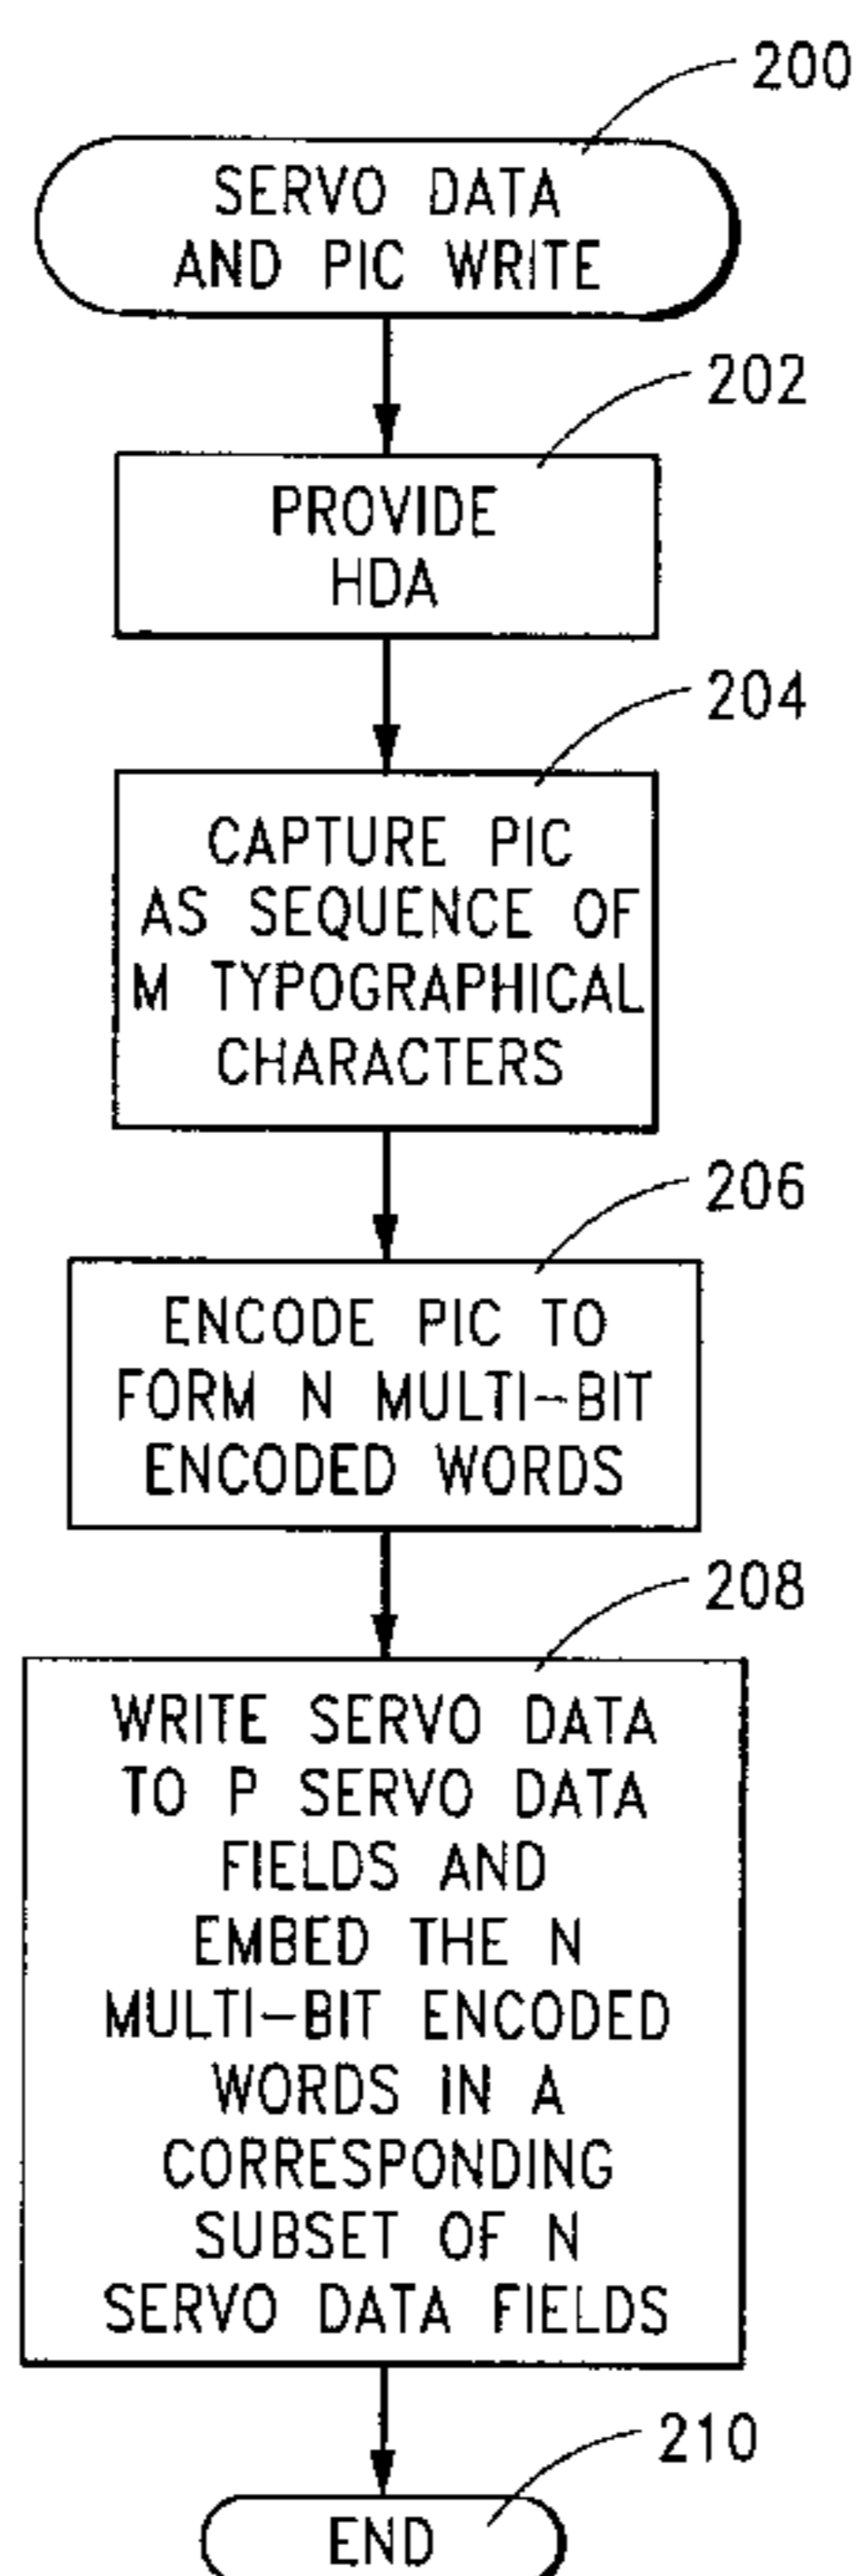 200
SERVO DATA
AND PIC WRITE
202
PROVIDE
HDA
204
CAPTURE PIC
AS SEQUENCE OF
M TYPOGRAPHICAL
CHARACTERS
206
ENCODE PIC TO
FORM N MULTI-BIT
ENCODED WORDS
208
WRITE SERVO DATA
TO P SERVO DATA
FIELDS AND
EMBED THE N
MULTI-BIT ENCODED
WORDS IN A
CORRESPONDING
SUBSET OF N
SERVO DATA FIELDS
210
END